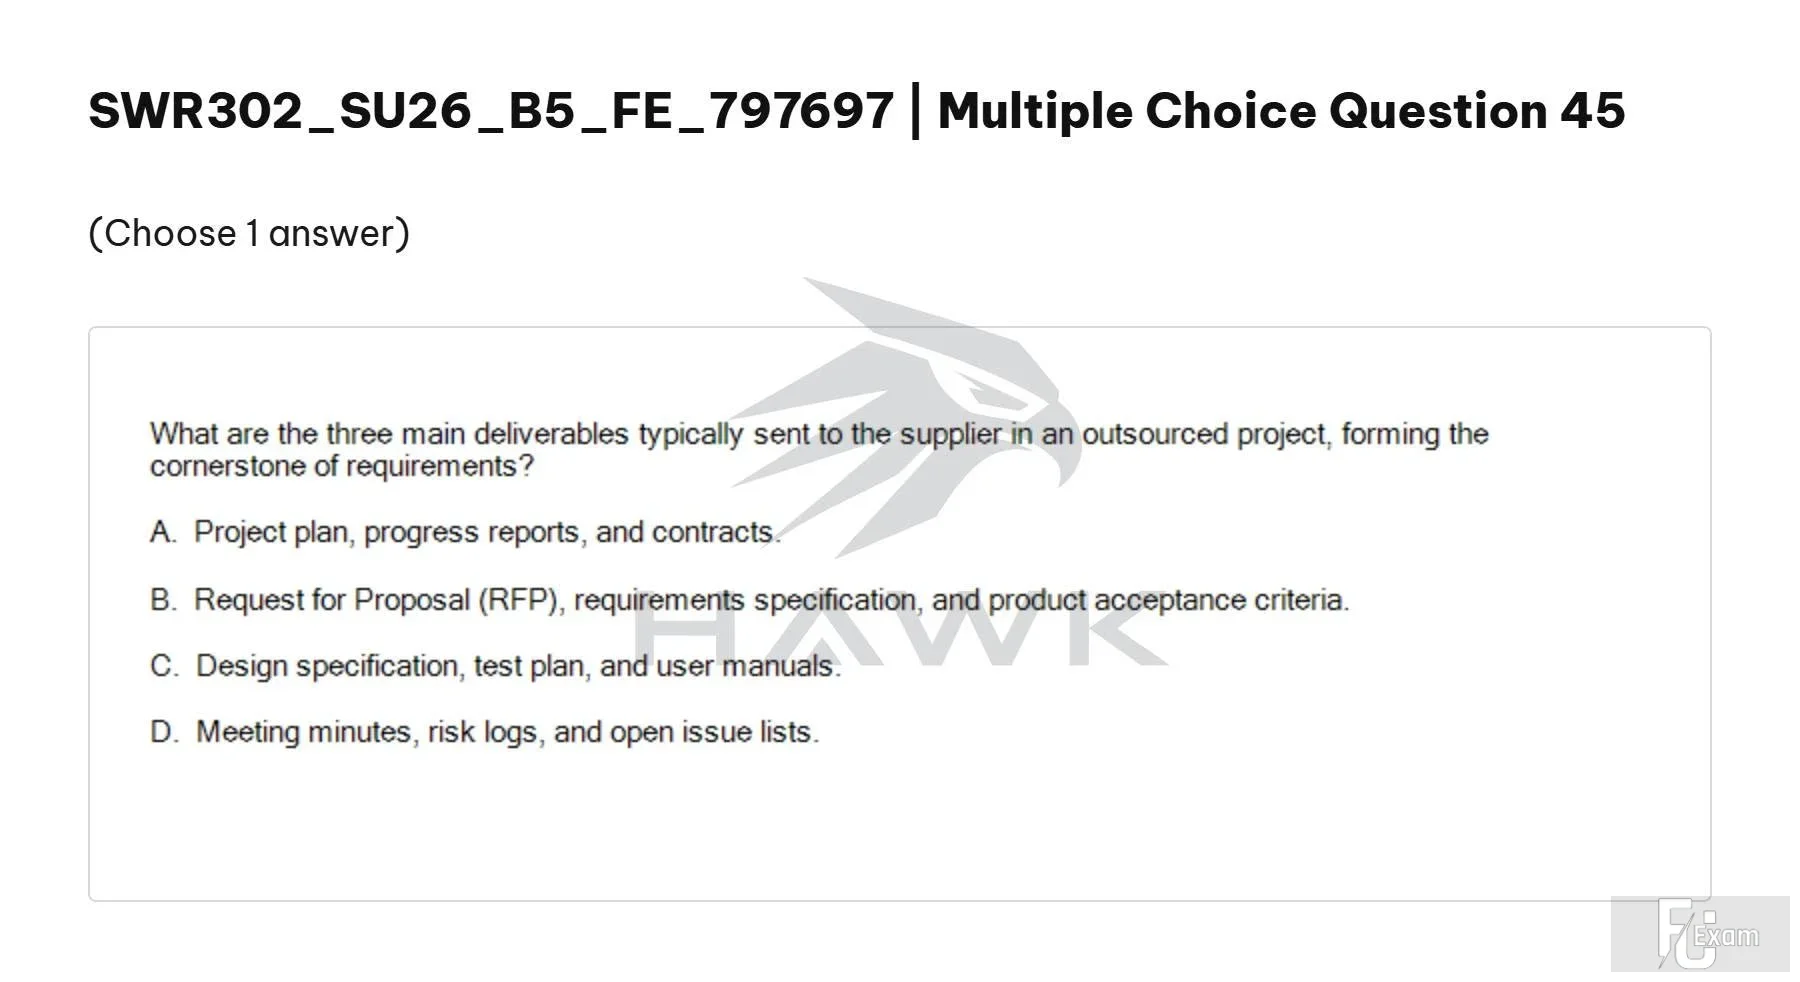 SWR302_SU26_B5_FE_797697 | Multiple Choice Question 45
(Choose 1 answer)
What are the three main deliverables typically sent to the supplier in an outsourced project, forming the
cornerstone of requirements?
A. Project plan, progress reports, and contracts.
B. Request for Proposal (RFP), requirements specification, and product acceptance criteria.
HAWK
C. Design specification, test plan, and user manuals.
D. Meeting minutes, risk logs, and open issue lists.
FU Exam